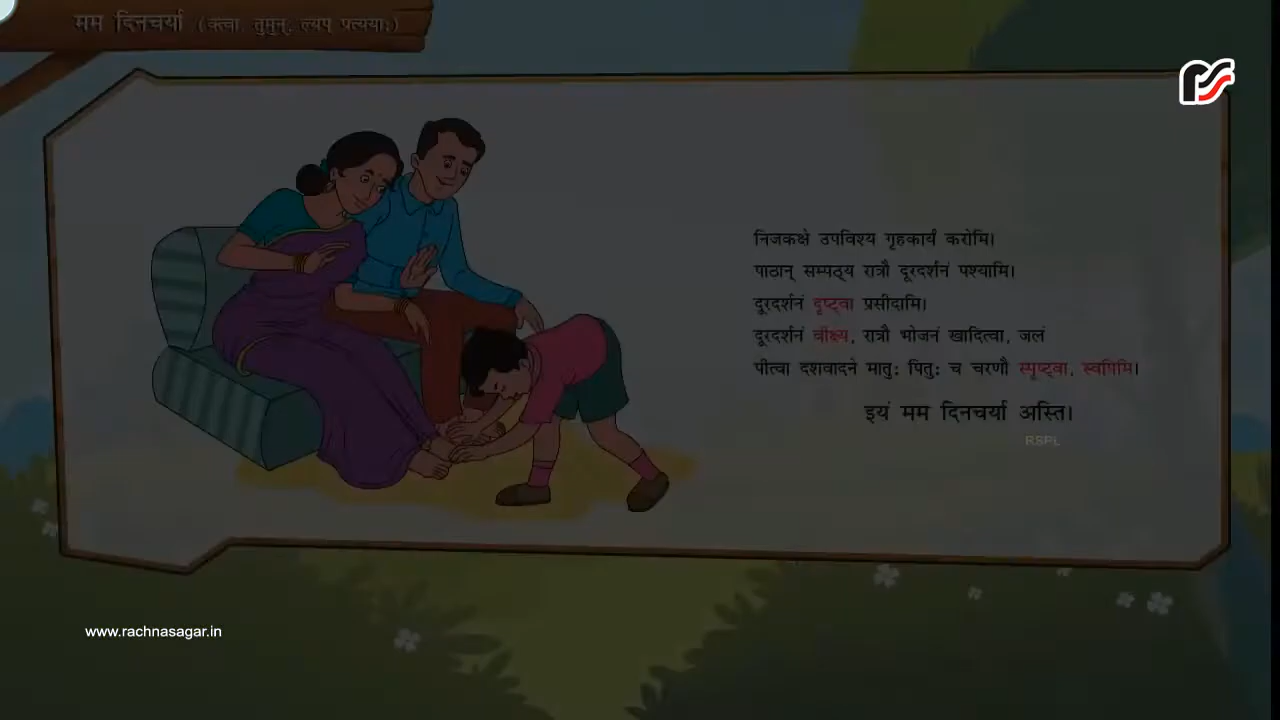 मम दिनचर्या (क्त्वा, तुमुन्, ल्यप् प्रत्ययाः)
निजकक्षे उपविश्य गृहकार्यं करोमि।
पाठान् सम्पठ्य रात्रौ दूरदर्शनं पश्यामि।
दूरदर्शनं दृष्ट्वा प्रसीदामि।
दूरदर्शनं वीक्ष्य, रात्रौ भोजनं खादित्वा, जलं
पीत्वा दशवादने मातुः पितुः च चरणौ स्पृष्ट्वा, स्वपिमि।
इयं मम दिनचर्या अस्ति।
RSPL
www.rachnasagar.in